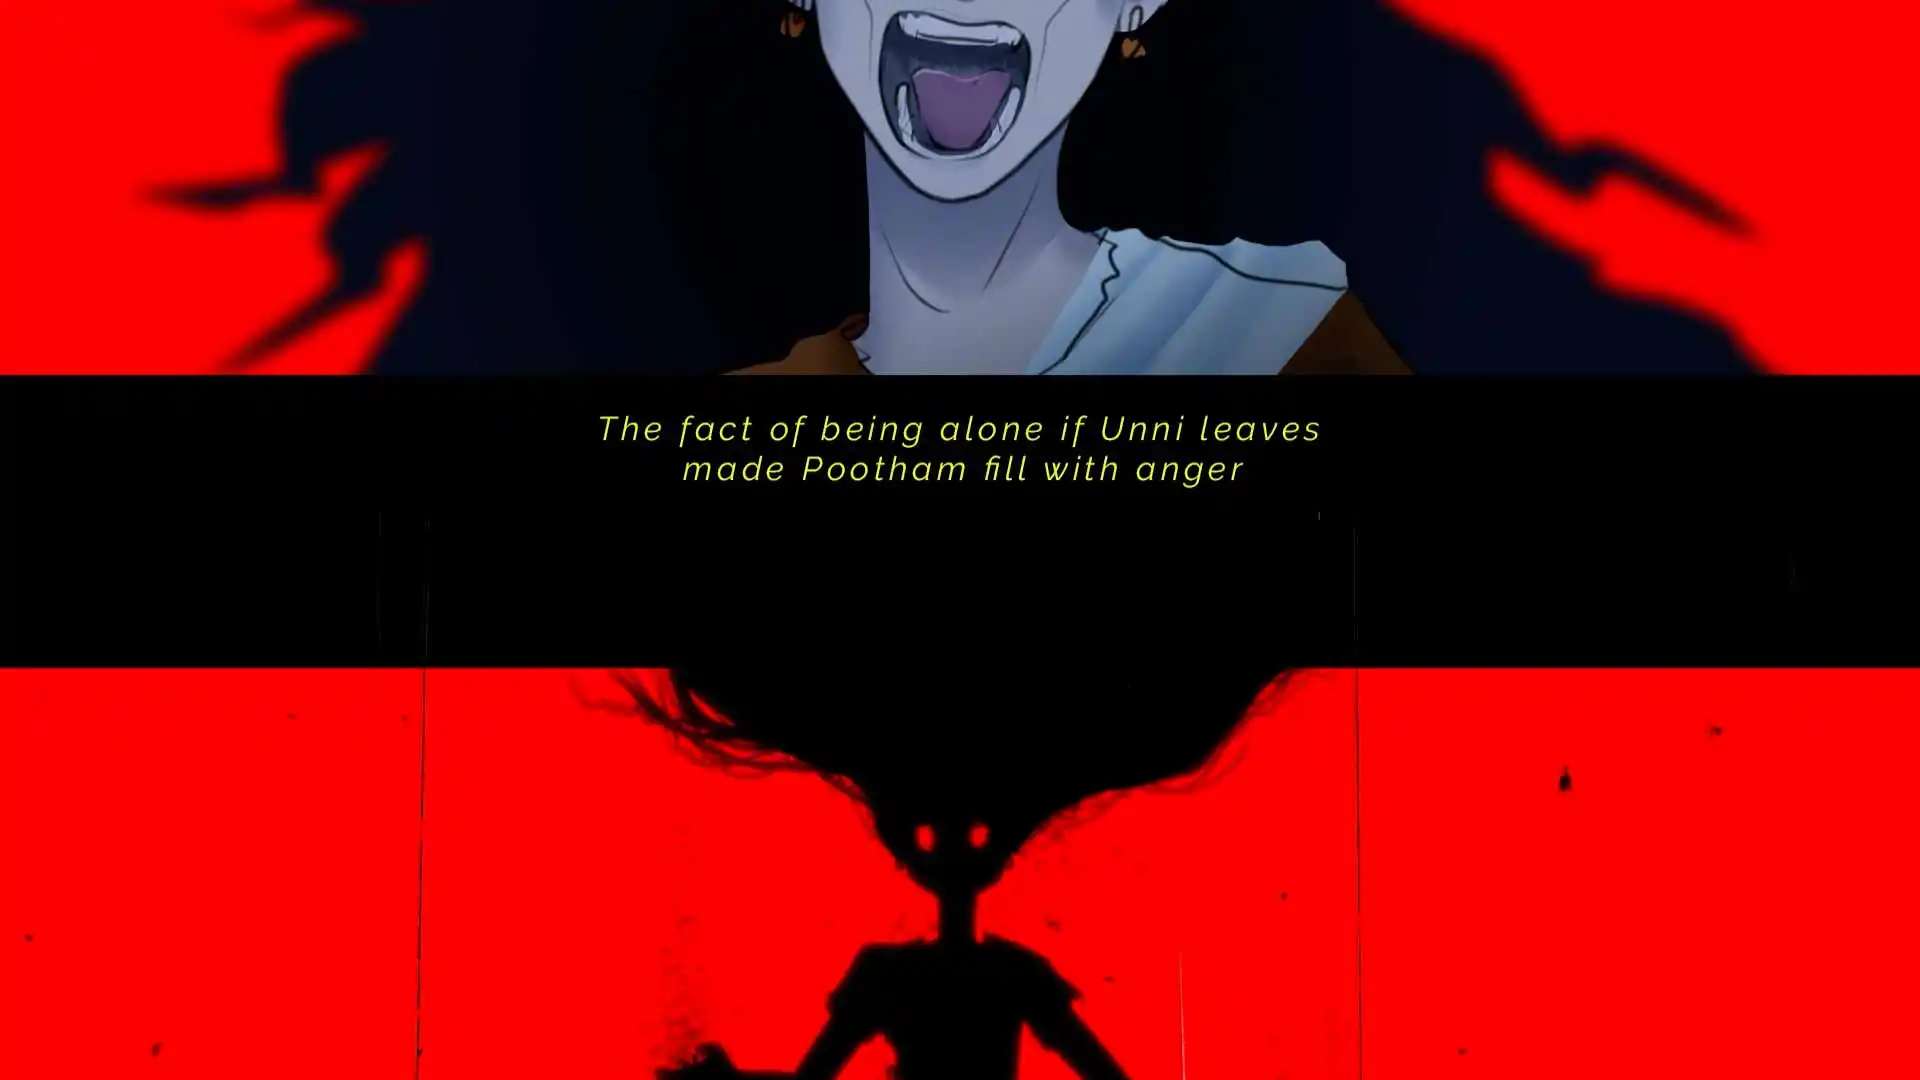 The fact of being alone if Unni leaves
made Pootham fill with anger